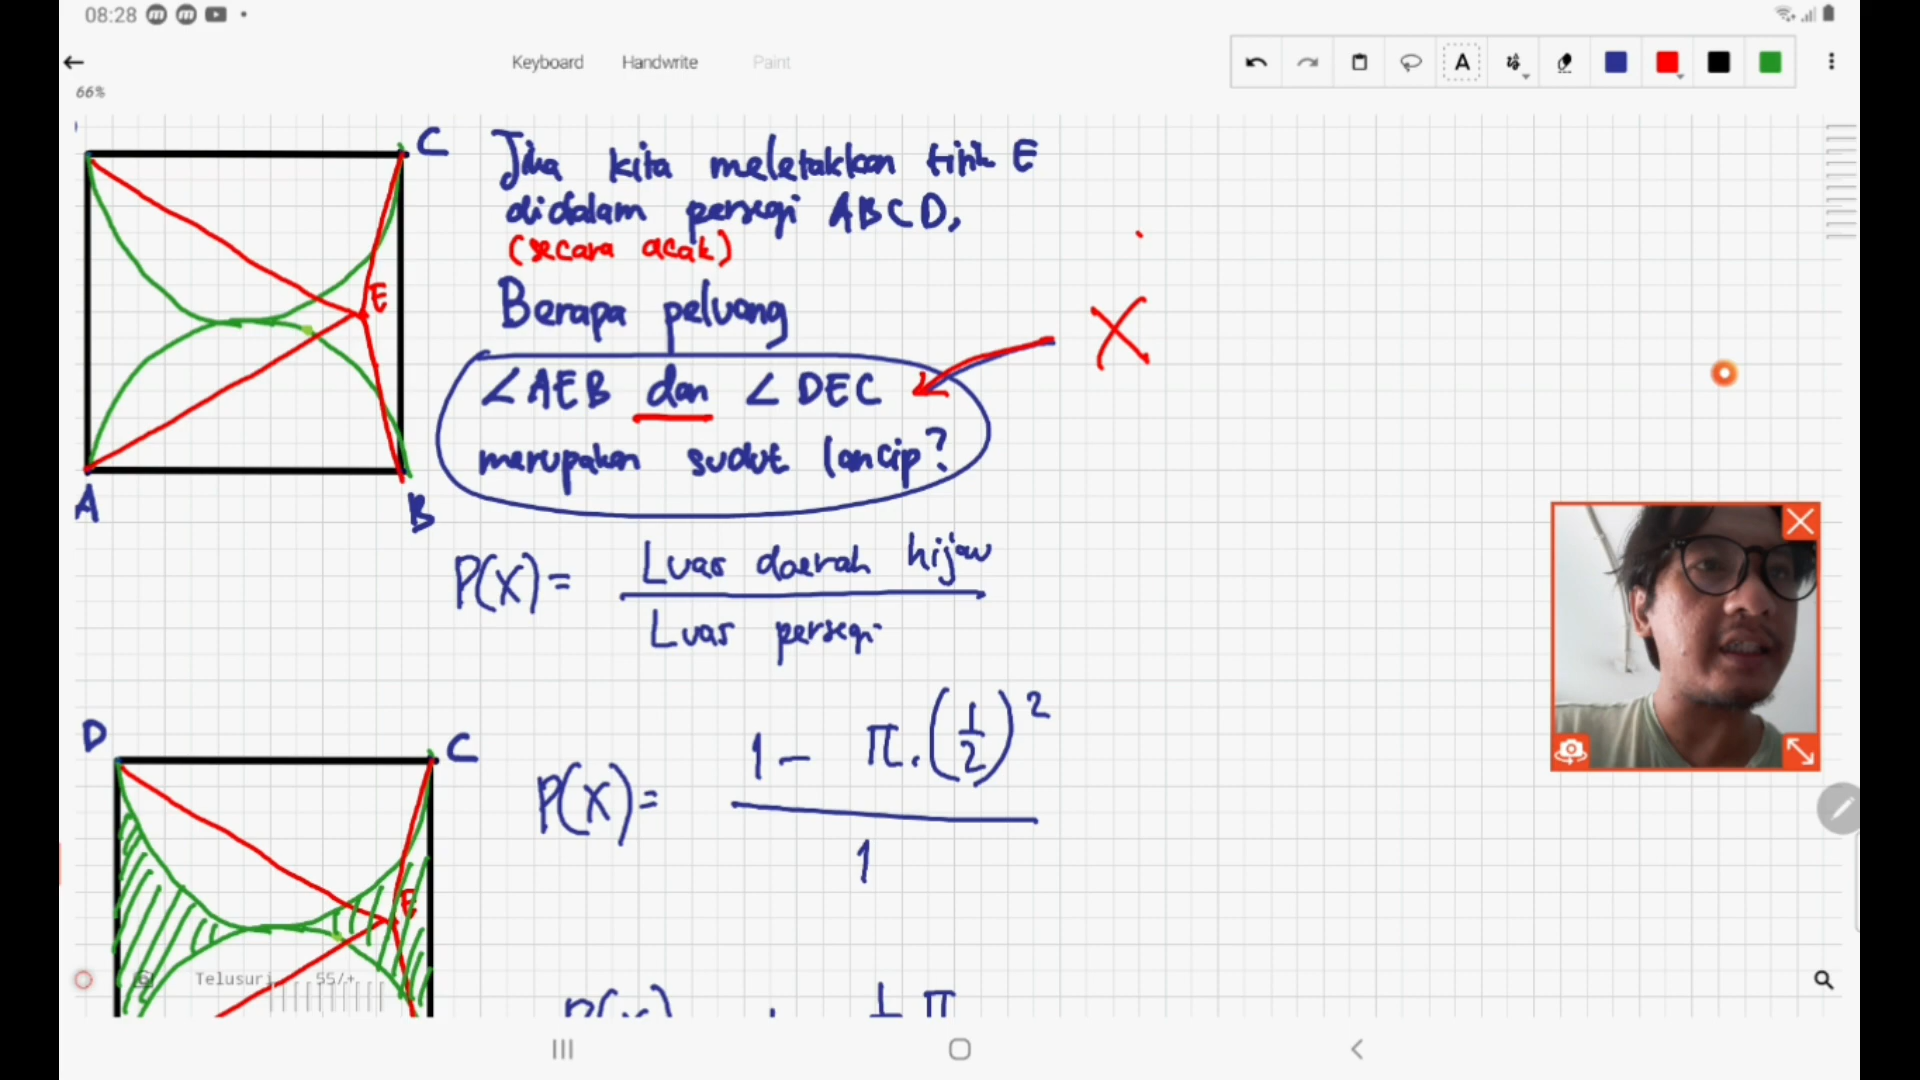 08:28
Keyboard Handwrite Paint
A
66%
C
Jika kita meletakkan titik E
didalam persegi ABCD,
(secara acak)
Berapa peluang
∠AEB dan ∠DEC
merupakan sudut lancip?
X
E
A
B
P(X) = Luas daerah hijau
Luas persegi
D
C
P(X) = 1 - π.(1/2)²
1
E
Telusuri 55/+